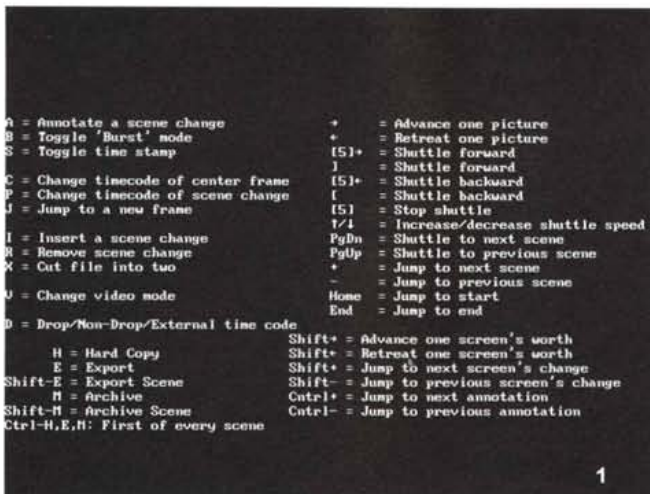 A = Annotate a scene change
B = Toggle 'Burst' mode
S = Toggle time stamp
C = Change timecode of center frame
P = Change timecode of scene change
J = Jump to a new frame
I = Insert a scene change
R = Remove scene change
X = Cut file into two
V = Change video mode
D = Drop/Non-Drop/External time code
H = Hard Copy
E = Export
Shift-E = Export Scene
M = Archive
Shift-M = Archive Scene
Ctrl-H,E,M: First of every scene
→ = Advance one picture
← = Retreat one picture
[5]→ = Shuttle forward
] = Shuttle forward
[5]← = Shuttle backward
[ = Shuttle backward
[5] = Stop shuttle
↑/↓ = Increase/decrease shuttle speed
PgDn = Shuttle to next scene
PgUp = Shuttle to previous scene
+ = Jump to next scene
- = Jump to previous scene
Home = Jump to start
End = Jump to end
Shift→ = Advance one screen's worth
Shift← = Retreat one screen's worth
Shift+ = Jump to next screen's change
Shift- = Jump to previous screen's change
Cntrl+ = Jump to next annotation
Cntrl- = Jump to previous annotation
1